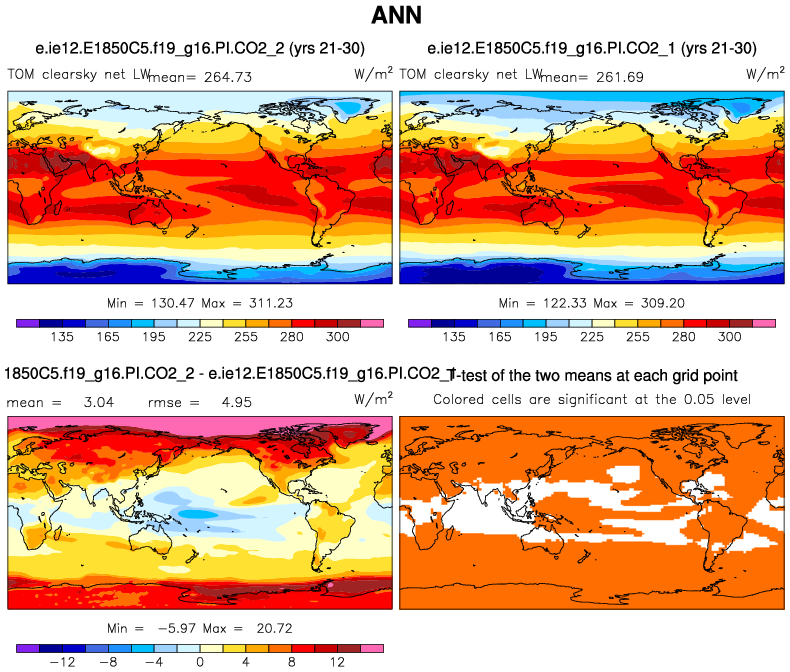 ANN
e.ie12.E1850C5.f19_g16.PI.CO2_2 (yrs 21-30)
e.ie12.E1850C5.f19_g16.PI.CO2_1 (yrs 21-30)
TOM clearsky net LW mean= 264.73 W/m²
TOM clearsky net LW mean= 261.69 W/m²
Min = 130.47 Max = 311.23
Min = 122.33 Max = 309.20
135 165 195 225 255 280 300
135 165 195 225 255 280 300
1850C5.f19_g16.PI.CO2_2 - e.ie12.E1850C5.f19_g16.PI.CO2_
T-test of the two means at each grid point
mean = 3.04 rmse = 4.95 W/m²
Colored cells are significant at the 0.05 level
Min = -5.97 Max = 20.72
-12 -8 -4 0 4 8 12